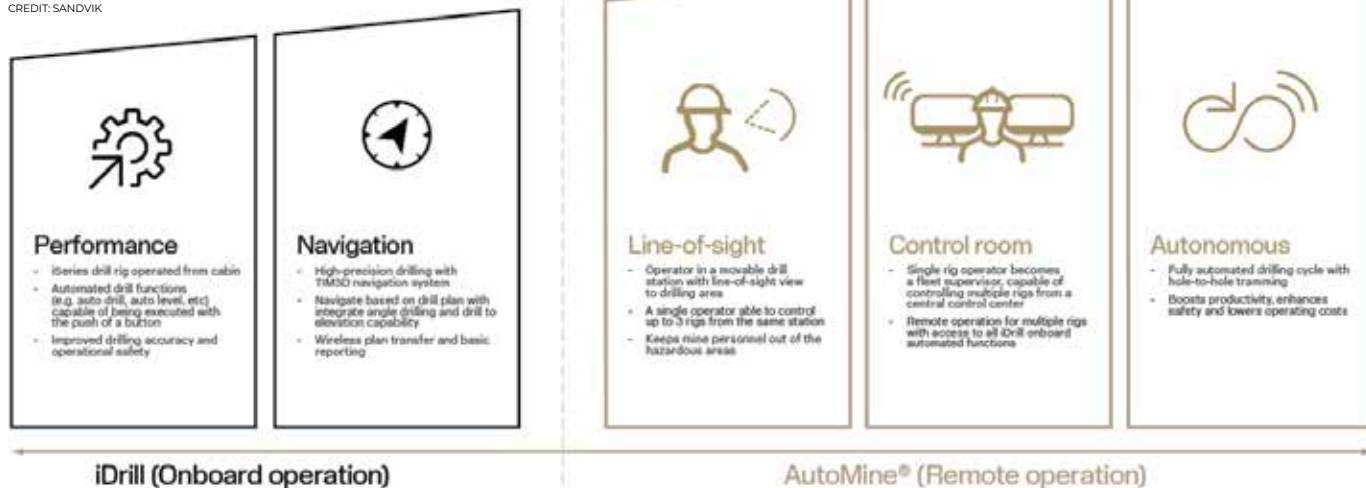 CREDIT: SANDVIK
Performance
- iSeries drill rig operated from cabin
- Automated drill functions
(e.g. auto drill, auto level, etc)
capable of being executed with
the push of a button
- Improved drilling accuracy and
operational safety
Navigation
- High-precision drilling with
TIM3D navigation system
- Navigate based on drill plan with
integrate angle drilling and drill to
elevation capability
- Wireless plan transfer and basic
reporting
Line-of-sight
- Operator in a movable drill
station with line-of-sight view
to drilling area
- A single operator able to control
up to 3 rigs from the same station
- Keeps mine personnel out of the
hazardous areas
Control room
- Single rig operator becomes
a fleet supervisor, capable of
controlling multiple rigs from a
central control center
- Remote operation for multiple rigs
with access to all iDrill onboard
automated functions
Autonomous
- Fully automated drilling cycle with
hole-to-hole tramming
- Boosts productivity, enhances
safety and lowers operating costs
iDrill (Onboard operation)
AutoMine® (Remote operation)